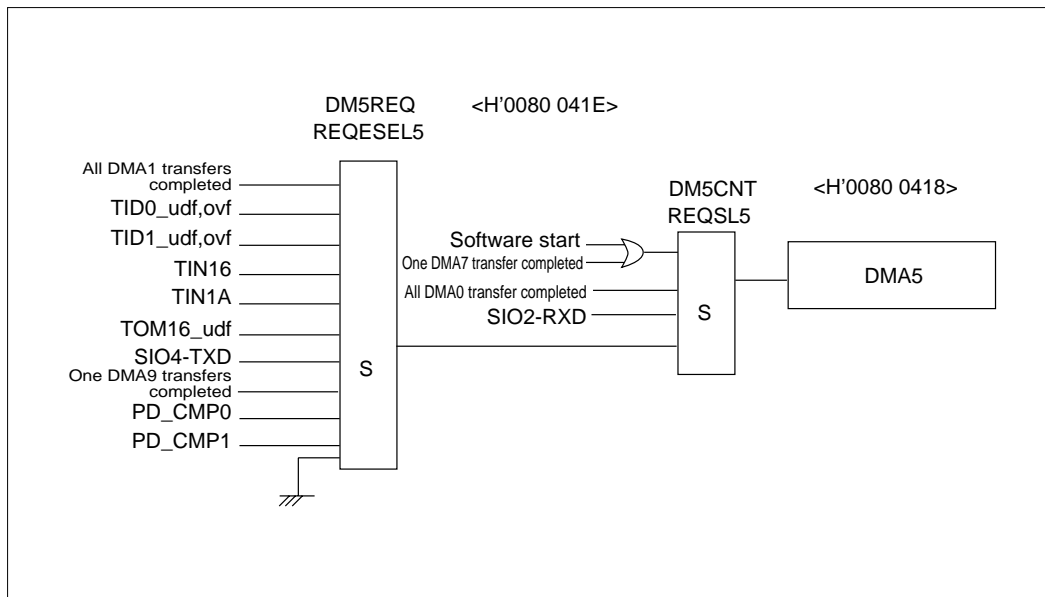 DM5REQ <H'0080 041E>
REQESEL5
All DMA1 transfers
completed
TID0_udf,ovf
TID1_udf,ovf
TIN16
TIN1A
TOM16_udf
SIO4-TXD
One DMA9 transfers
completed
PD_CMP0
PD_CMP1
S
DM5CNT <H'0080 0418>
REQSL5
Software start
One DMA7 transfer completed
All DMA0 transfer completed
SIO2-RXD
S
DMA5